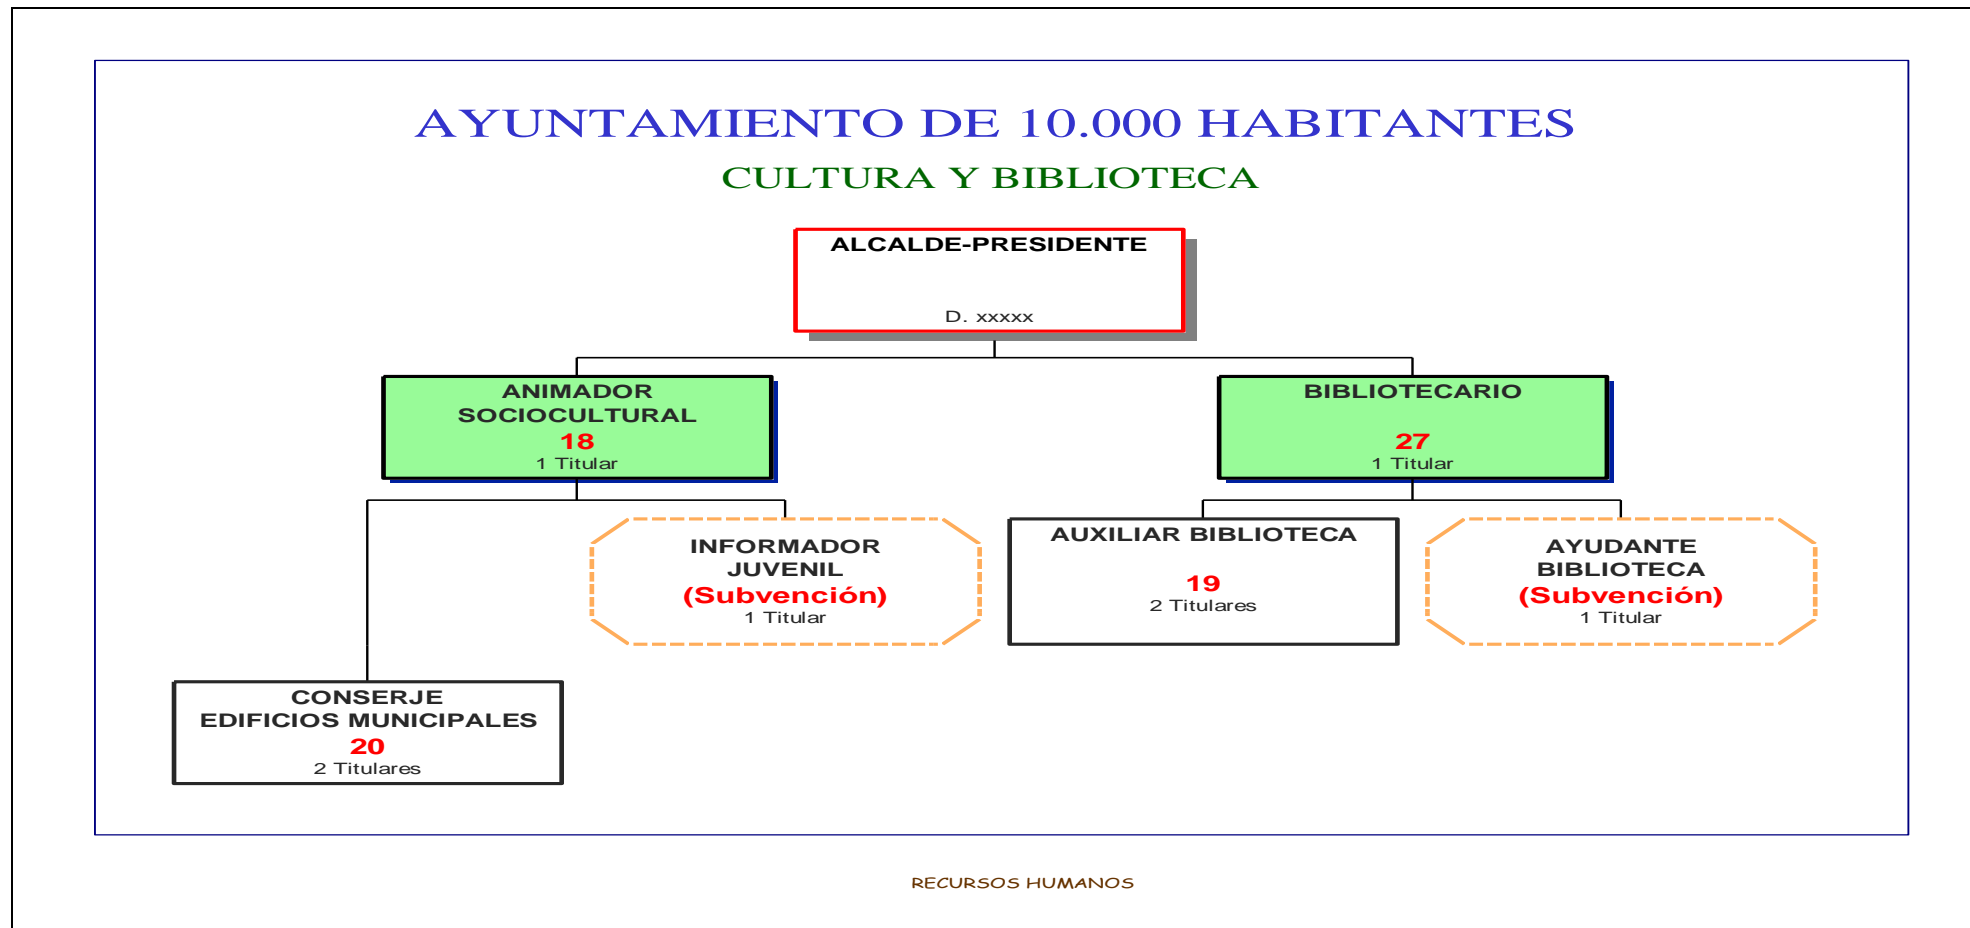 AYUNTAMIENTO DE 10.000 HABITANTES
CULTURA Y BIBLIOTECA
ALCALDE-PRESIDENTE
D. xxxxx
ANIMADOR
SOCIOCULTURAL
18
1 Titular
BIBLIOTECARIO
27
1 Titular
INFORMADOR
JUVENIL
(Subvención)
1 Titular
AUXILIAR BIBLIOTECA
19
2 Titulares
AYUDANTE
BIBLIOTECA
(Subvención)
1 Titular
CONSERJE
EDIFICIOS MUNICIPALES
20
2 Titulares
RECURSOS HUMANOS